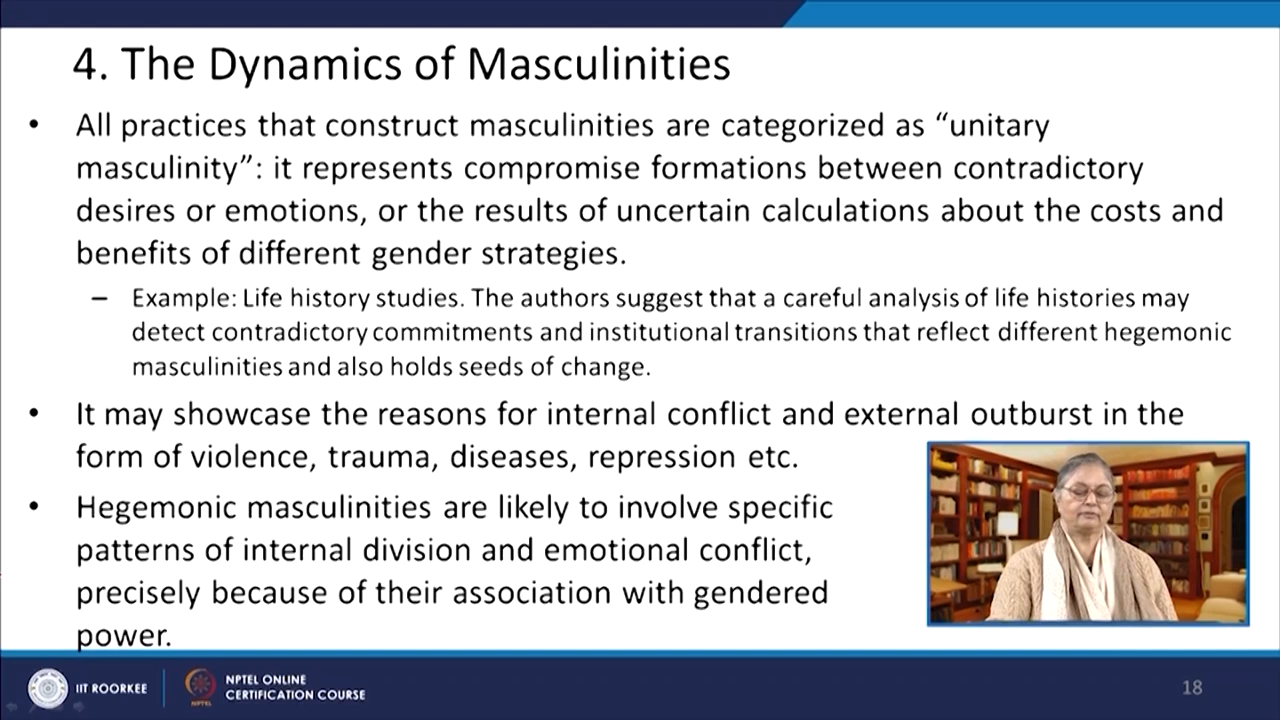 4. The Dynamics of Masculinities
• All practices that construct masculinities are categorized as “unitary
masculinity”: it represents compromise formations between contradictory
desires or emotions, or the results of uncertain calculations about the costs and
benefits of different gender strategies.
– Example: Life history studies. The authors suggest that a careful analysis of life histories may
detect contradictory commitments and institutional transitions that reflect different hegemonic
masculinities and also holds seeds of change.
• It may showcase the reasons for internal conflict and external outburst in the
form of violence, trauma, diseases, repression etc.
• Hegemonic masculinities are likely to involve specific
patterns of internal division and emotional conflict,
precisely because of their association with gendered
power.
IIT ROORKEE
NPTEL ONLINE
CERTIFICATION COURSE
NPTEL
18